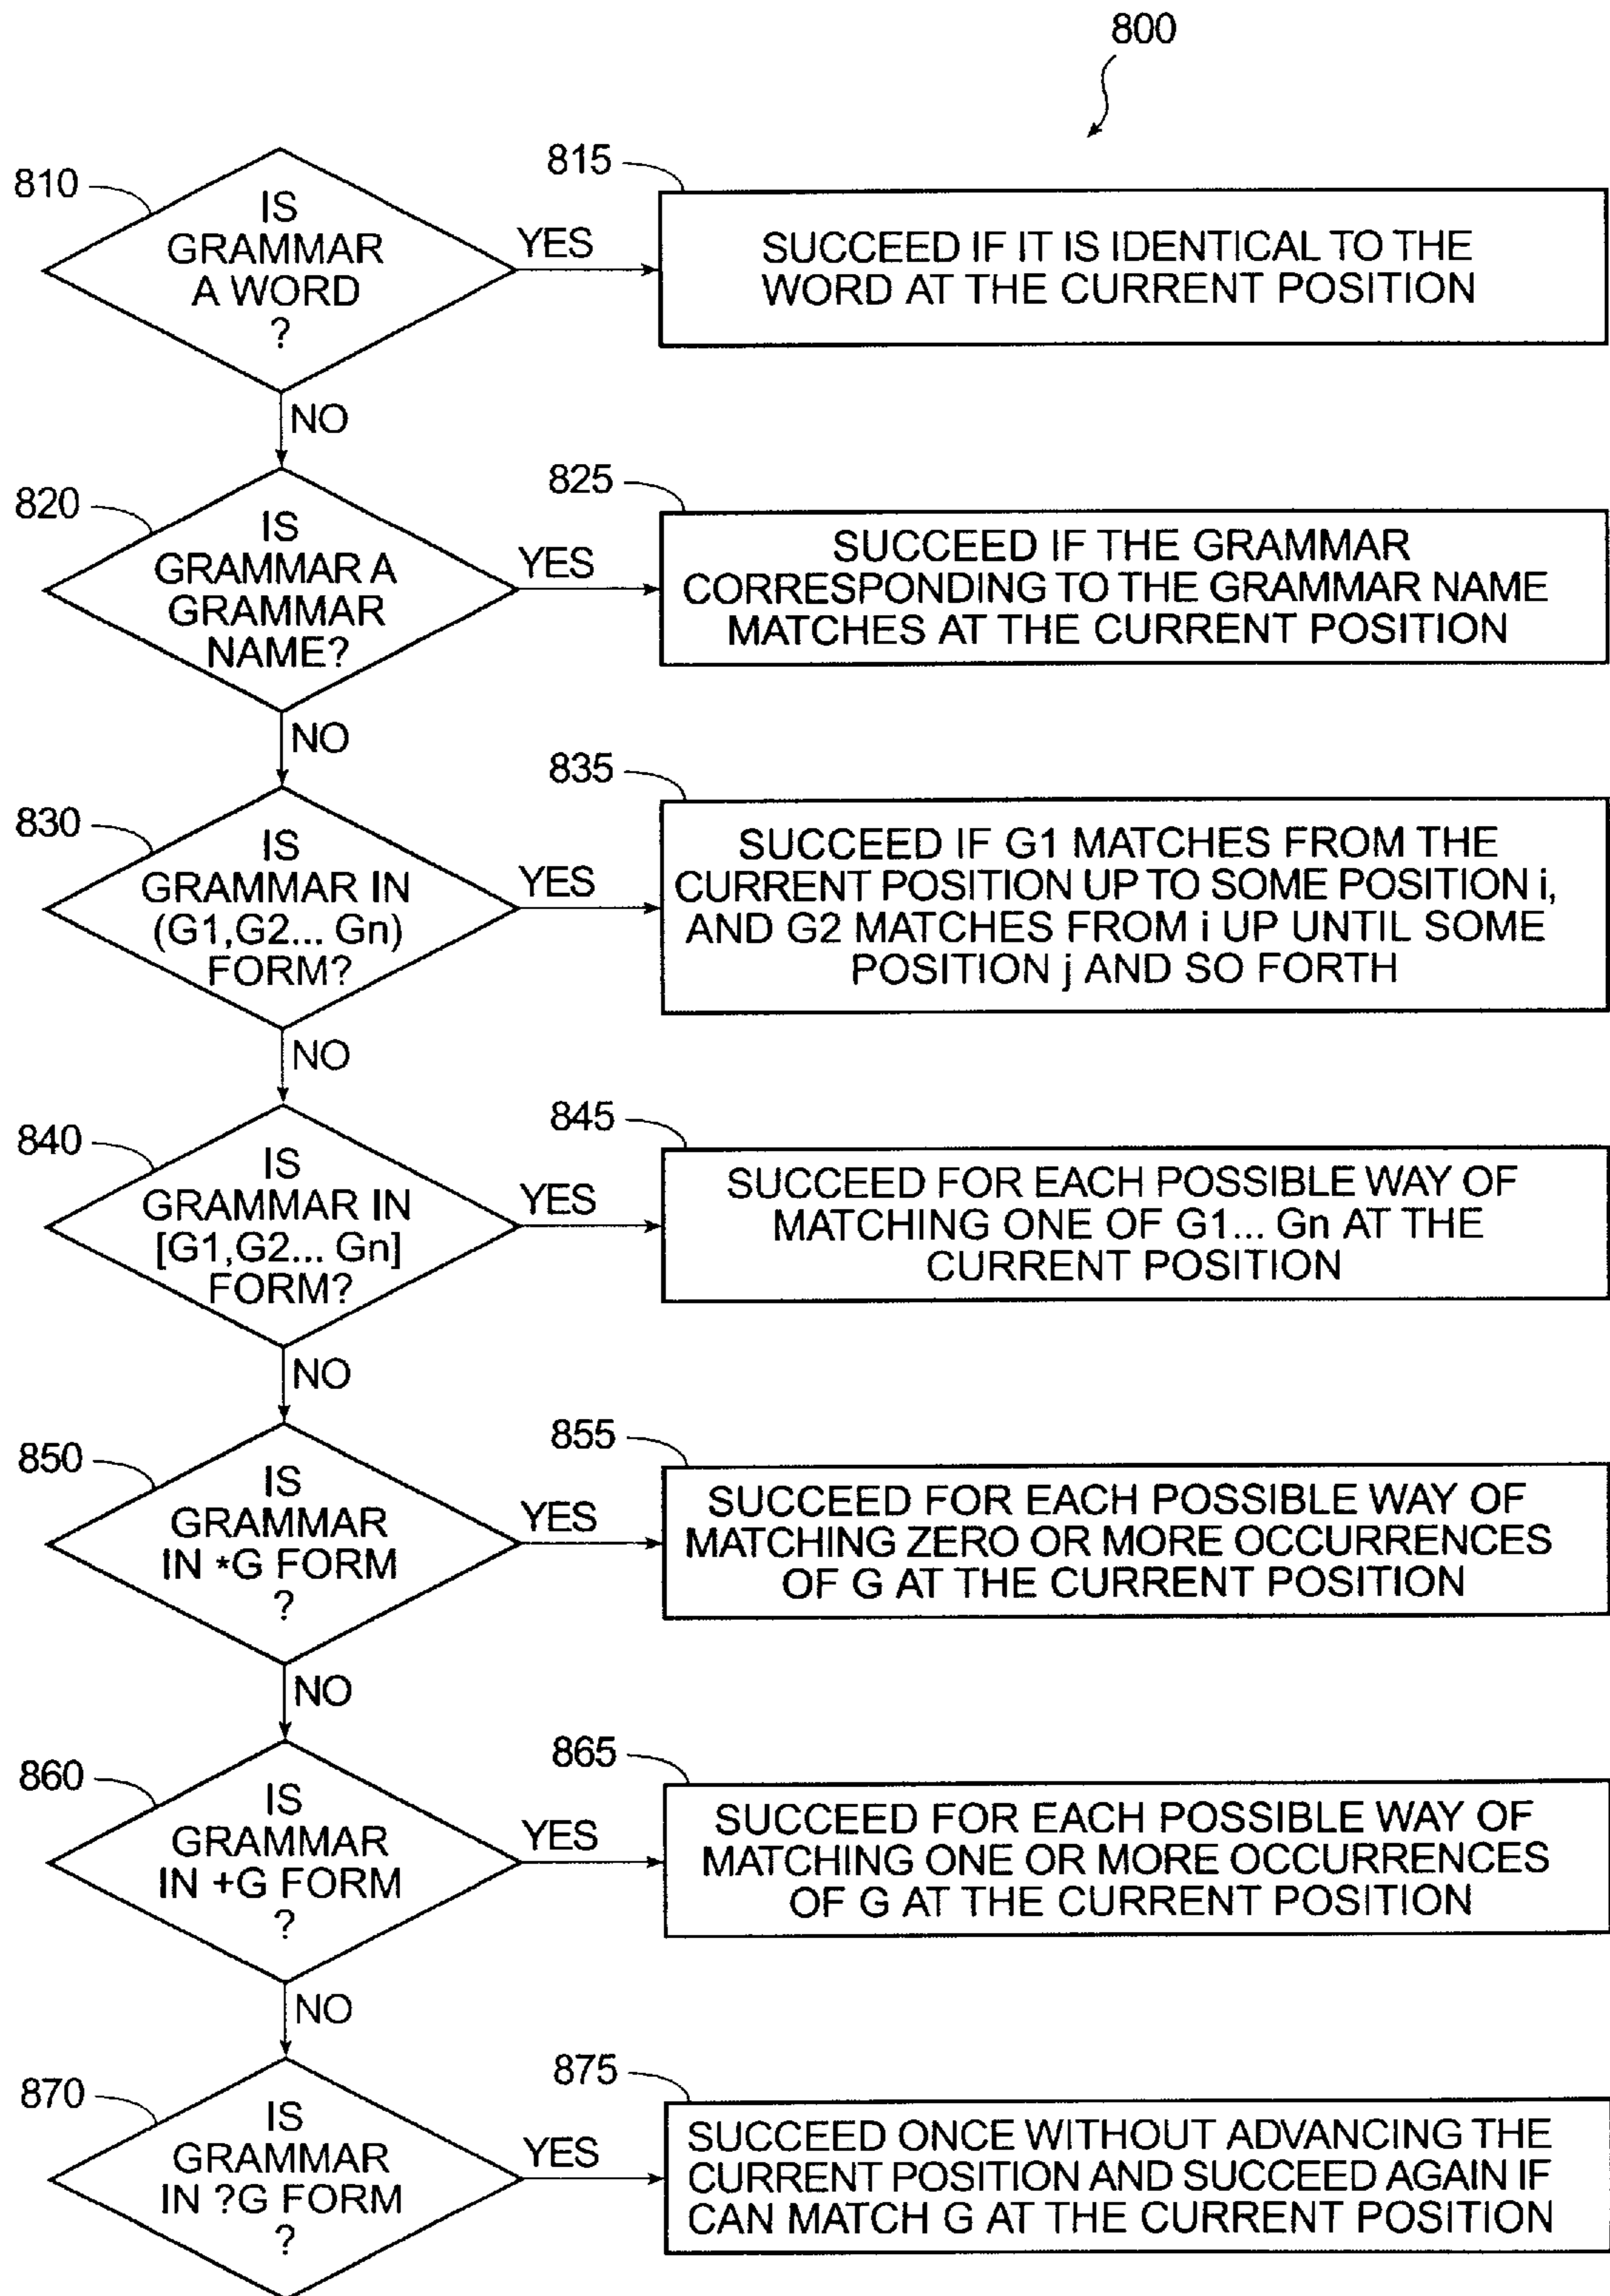 800
810
IS
GRAMMAR
A WORD
?
YES
815
SUCCEED IF IT IS IDENTICAL TO THE
WORD AT THE CURRENT POSITION
NO
820
IS
GRAMMAR A
GRAMMAR
NAME?
YES
825
SUCCEED IF THE GRAMMAR
CORRESPONDING TO THE GRAMMAR NAME
MATCHES AT THE CURRENT POSITION
NO
830
IS
GRAMMAR IN
(G1,G2... Gn)
FORM?
YES
835
SUCCEED IF G1 MATCHES FROM THE
CURRENT POSITION UP TO SOME POSITION i,
AND G2 MATCHES FROM i UP UNTIL SOME
POSITION j AND SO FORTH
NO
840
IS
GRAMMAR IN
[G1,G2... Gn]
FORM?
YES
845
SUCCEED FOR EACH POSSIBLE WAY OF
MATCHING ONE OF G1... Gn AT THE
CURRENT POSITION
NO
850
IS
GRAMMAR
IN *G FORM
?
YES
855
SUCCEED FOR EACH POSSIBLE WAY OF
MATCHING ZERO OR MORE OCCURRENCES
OF G AT THE CURRENT POSITION
NO
860
IS
GRAMMAR
IN +G FORM
?
YES
865
SUCCEED FOR EACH POSSIBLE WAY OF
MATCHING ONE OR MORE OCCURRENCES
OF G AT THE CURRENT POSITION
NO
870
IS
GRAMMAR
IN ?G FORM
?
YES
875
SUCCEED ONCE WITHOUT ADVANCING THE
CURRENT POSITION AND SUCCEED AGAIN IF
CAN MATCH G AT THE CURRENT POSITION